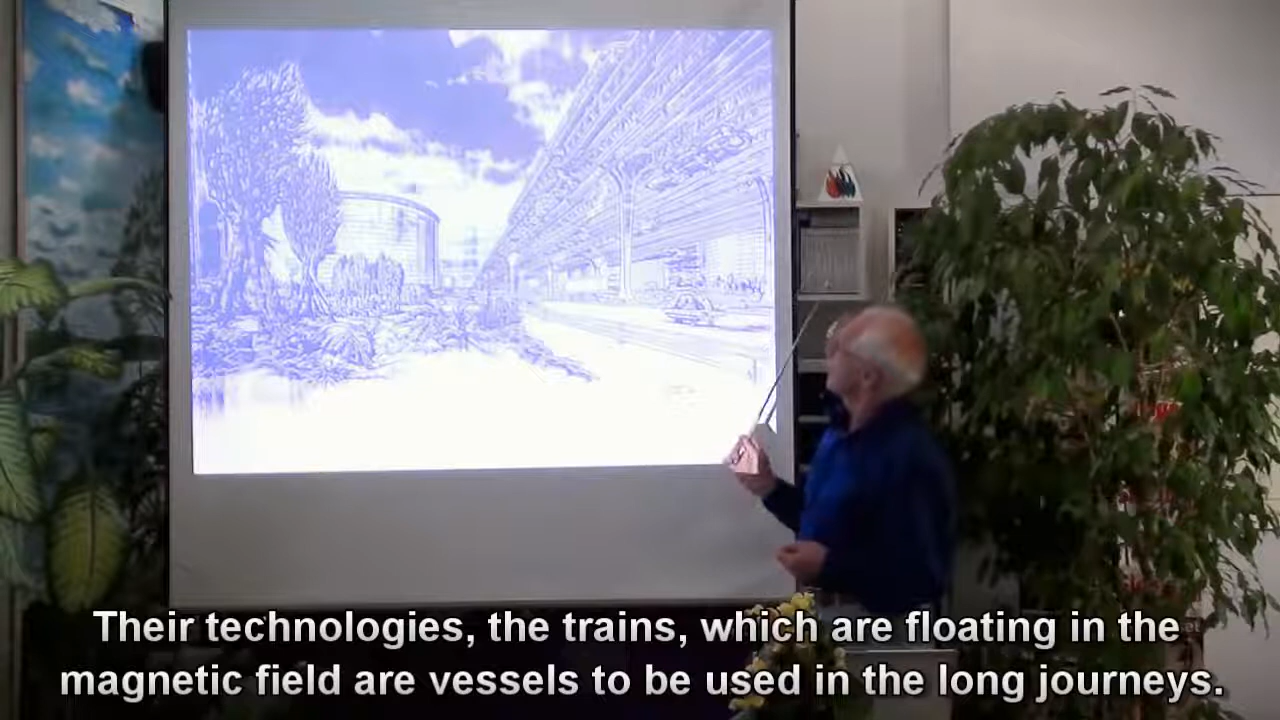 Their technologies, the trains, which are floating in the
magnetic field are vessels to be used in the long journeys.